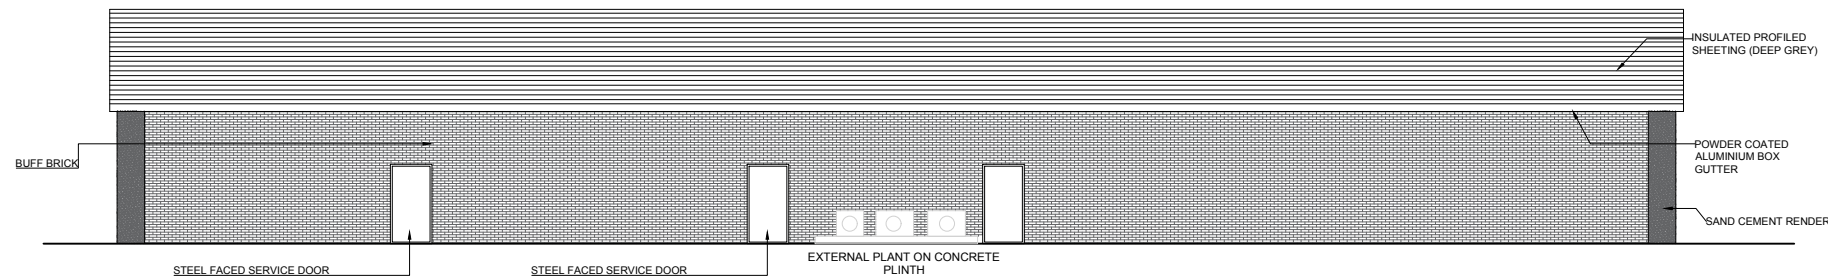 INSULATED PROFILED
SHEETING (DEEP GREY)
BUFF BRICK
POWDER COATED
ALUMINIUM BOX
GUTTER
SAND CEMENT RENDER
STEEL FACED SERVICE DOOR
STEEL FACED SERVICE DOOR
EXTERNAL PLANT ON CONCRETE
PLINTH